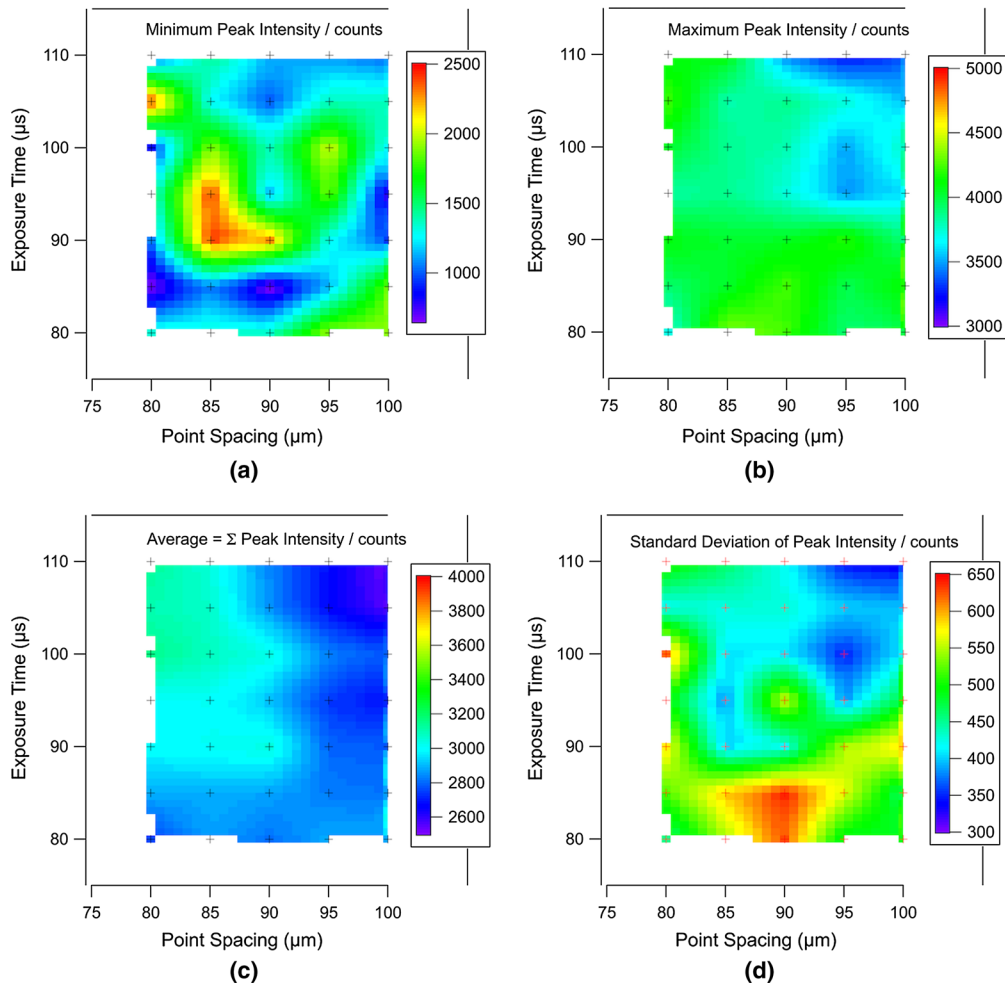 Minimum Peak Intensity / counts
110
100
90
80
Exposure Time (µs)
75 80 85 90 95 100
Point Spacing (µm)
2500
2000
1500
1000
(a)
Maximum Peak Intensity / counts
110
100
90
80
Exposure Time (µs)
75 80 85 90 95 100
Point Spacing (µm)
5000
4500
4000
3500
3000
(b)
Average = Σ Peak Intensity / counts
110
100
90
80
Exposure Time (µs)
75 80 85 90 95 100
Point Spacing (µm)
4000
3800
3600
3400
3200
3000
2800
2600
(c)
Standard Deviation of Peak Intensity / counts
110
100
90
80
Exposure Time (µs)
75 80 85 90 95 100
Point Spacing (µm)
650
600
550
500
450
400
350
300
(d)